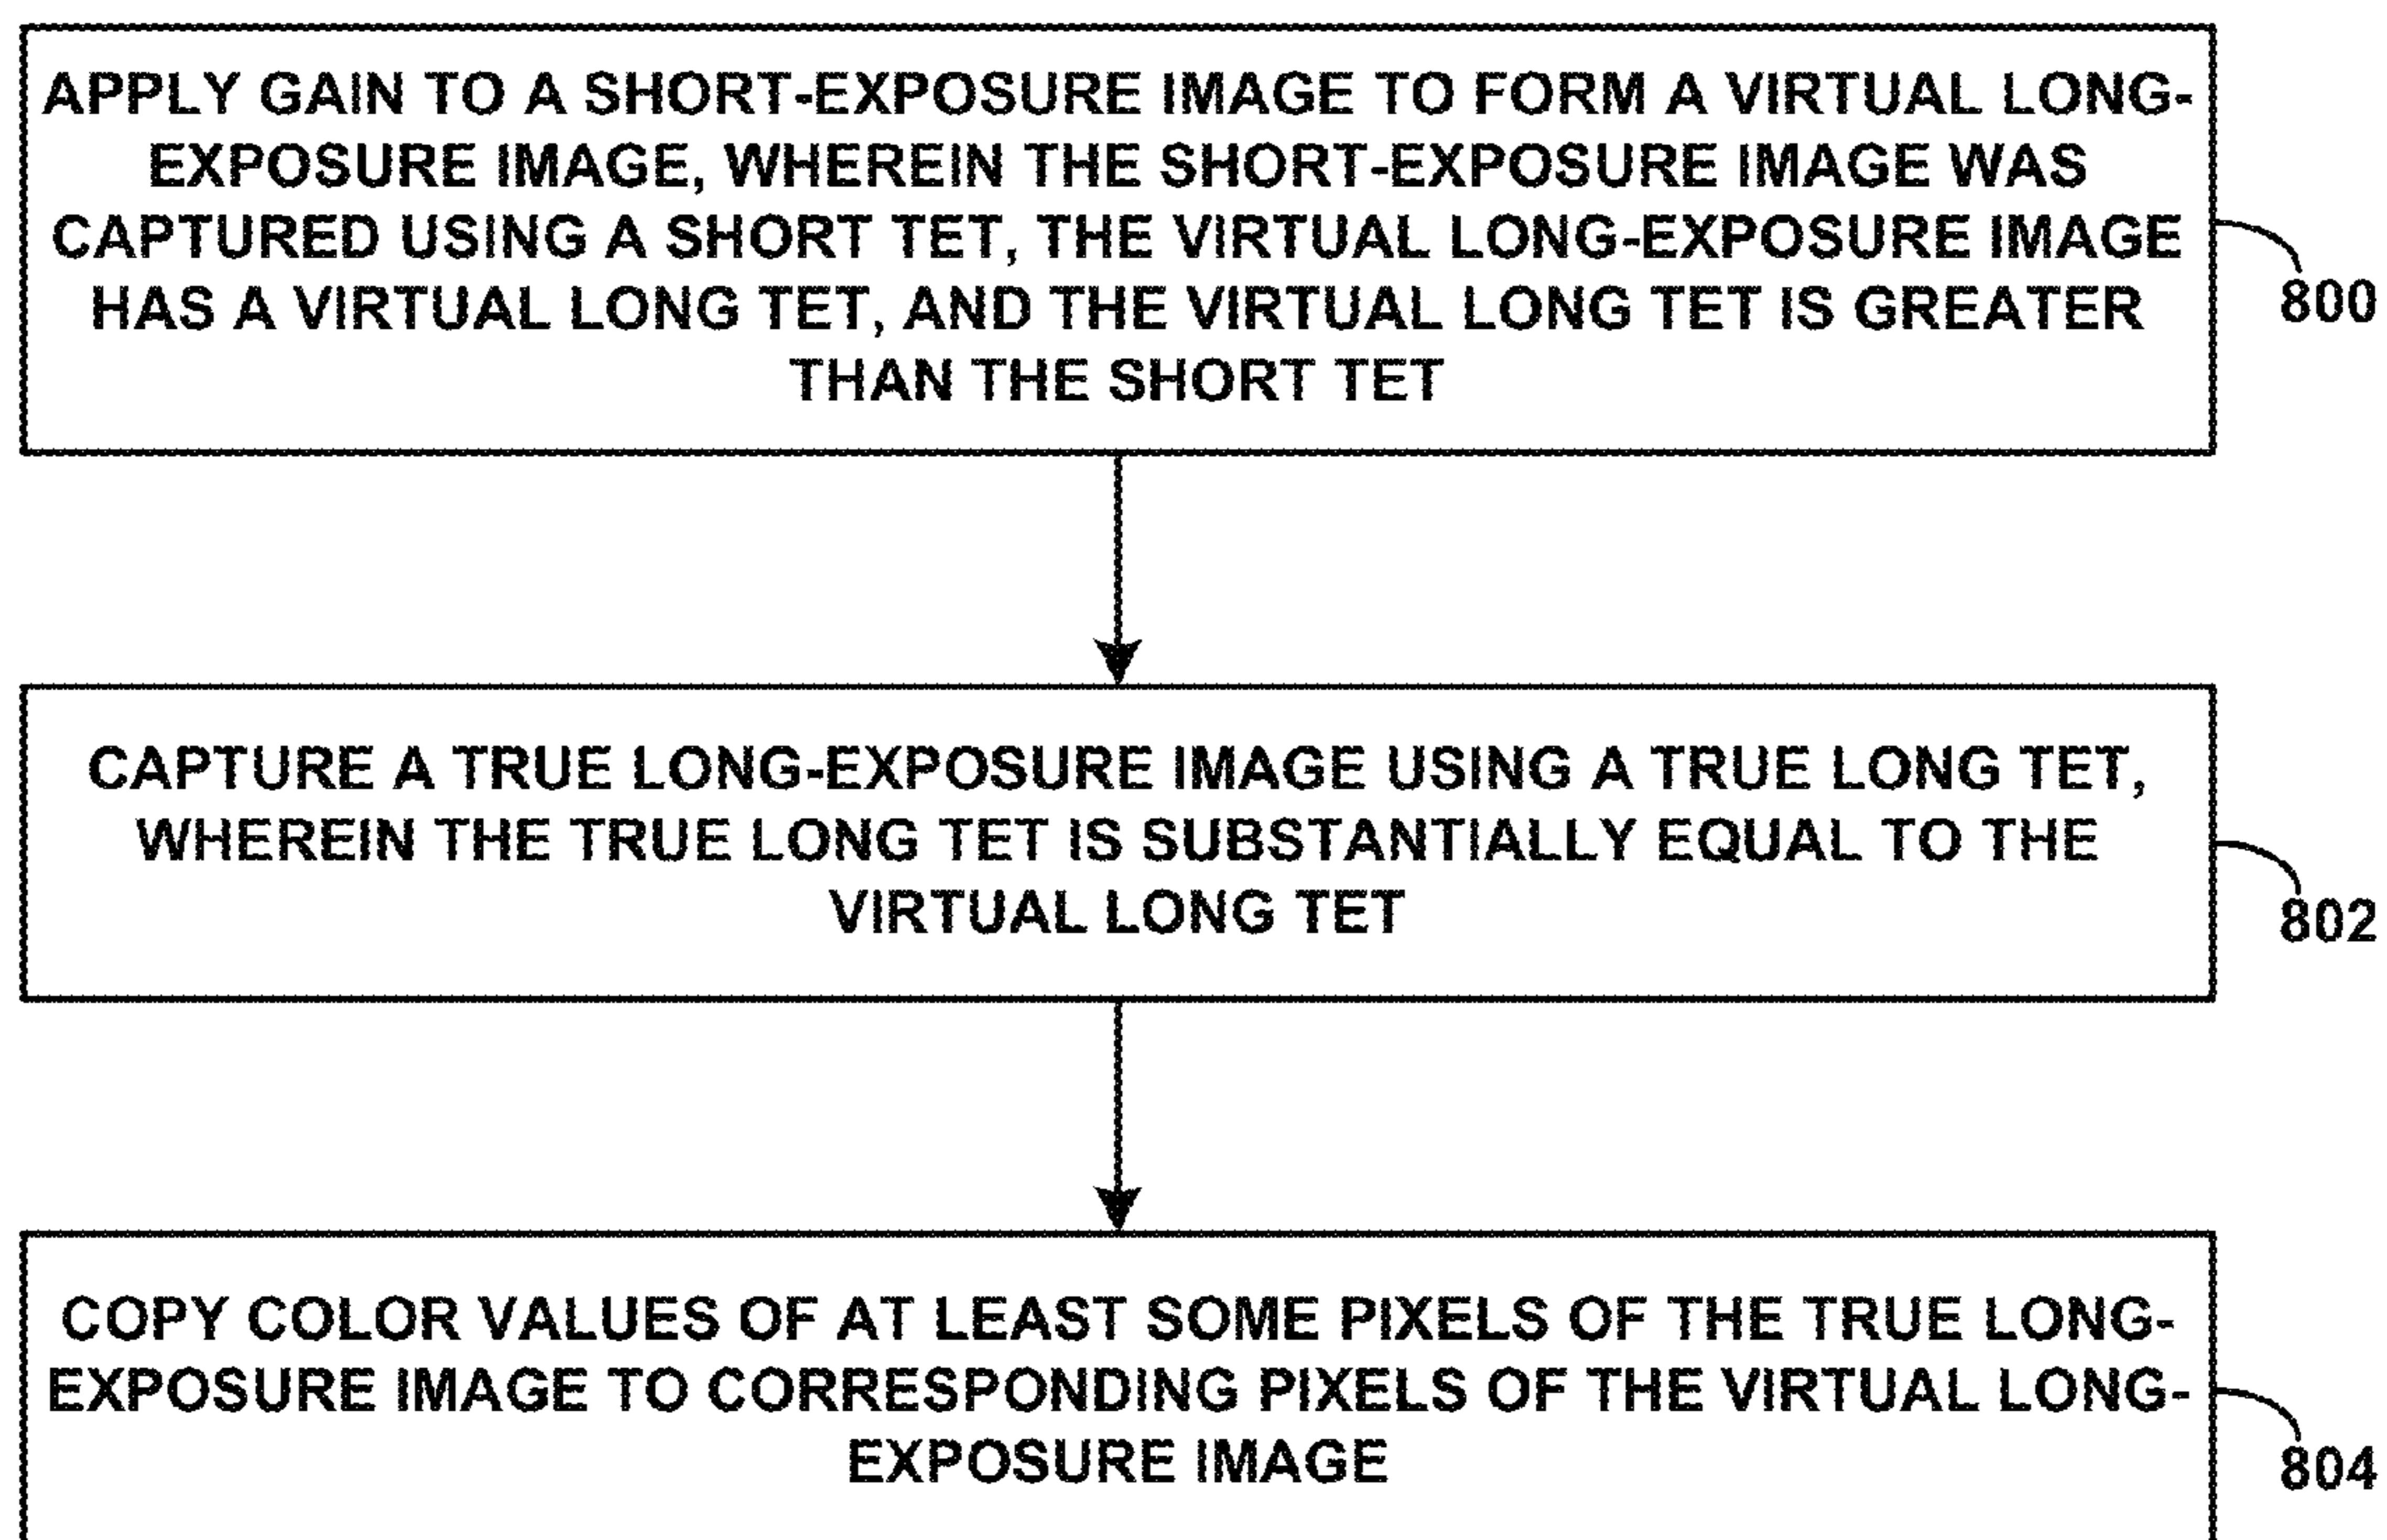 APPLY GAIN TO A SHORT-EXPOSURE IMAGE TO FORM A VIRTUAL LONG-
EXPOSURE IMAGE, WHEREIN THE SHORT-EXPOSURE IMAGE WAS
CAPTURED USING A SHORT TET, THE VIRTUAL LONG-EXPOSURE IMAGE
HAS A VIRTUAL LONG TET, AND THE VIRTUAL LONG TET IS GREATER
THAN THE SHORT TET
800
CAPTURE A TRUE LONG-EXPOSURE IMAGE USING A TRUE LONG TET,
WHEREIN THE TRUE LONG TET IS SUBSTANTIALLY EQUAL TO THE
VIRTUAL LONG TET
802
COPY COLOR VALUES OF AT LEAST SOME PIXELS OF THE TRUE LONG-
EXPOSURE IMAGE TO CORRESPONDING PIXELS OF THE VIRTUAL LONG-
EXPOSURE IMAGE
804